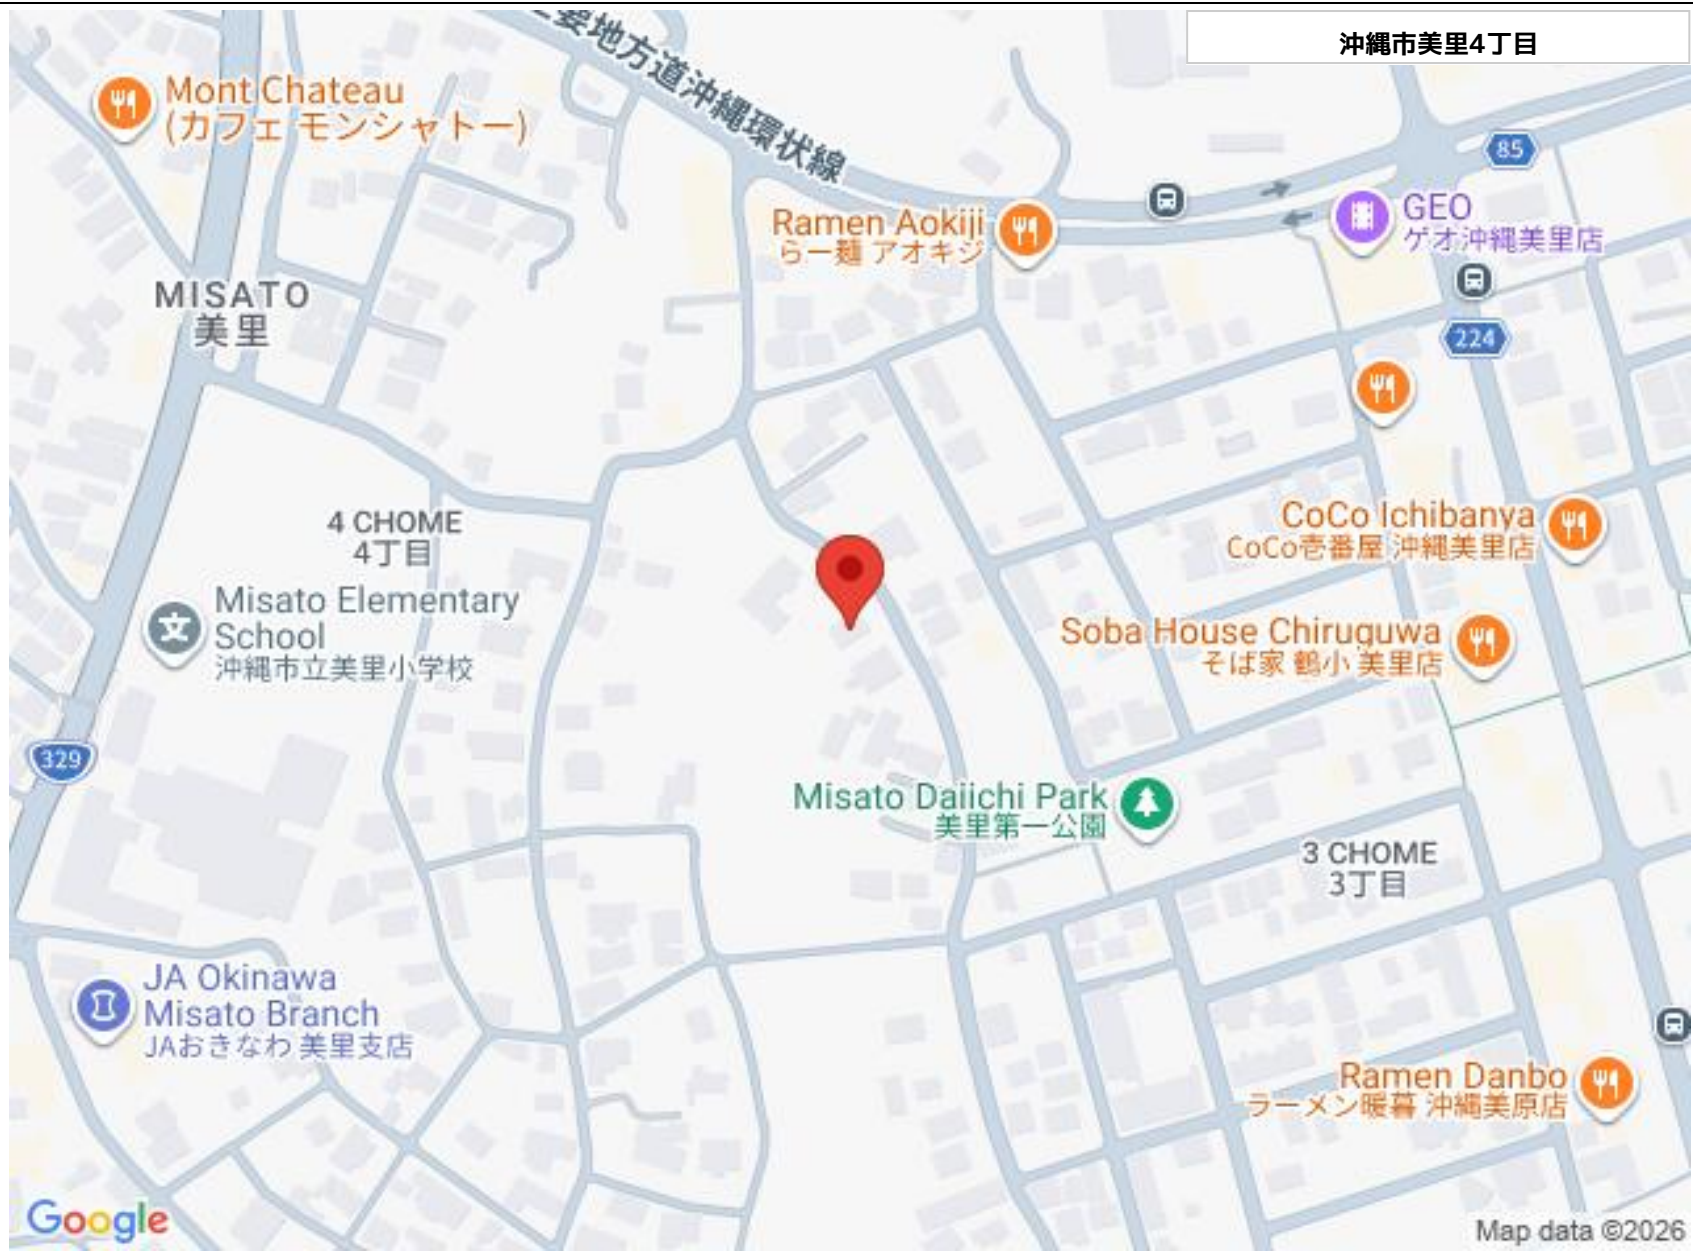 沖縄市美里4丁目
主要地方道沖縄環状線
Mont Chateau
(カフェ モンシャトー)
85
Ramen Aokiji
らー麺 アオキジ
GEO
ゲオ沖縄美里店
MISATO
美里
224
4 CHOME
4丁目
CoCo Ichibanya
CoCo壱番屋 沖縄美里店
Misato Elementary
School
沖縄市立美里小学校
文
Soba House Chiruguwa
そば家 鶴小 美里店
329
Misato Daiichi Park
美里第一公園
3 CHOME
3丁目
JA Okinawa
Misato Branch
JAおきなわ 美里支店
Ramen Danbo
ラーメン暖暮 沖縄美原店
Google
Map data ©2026